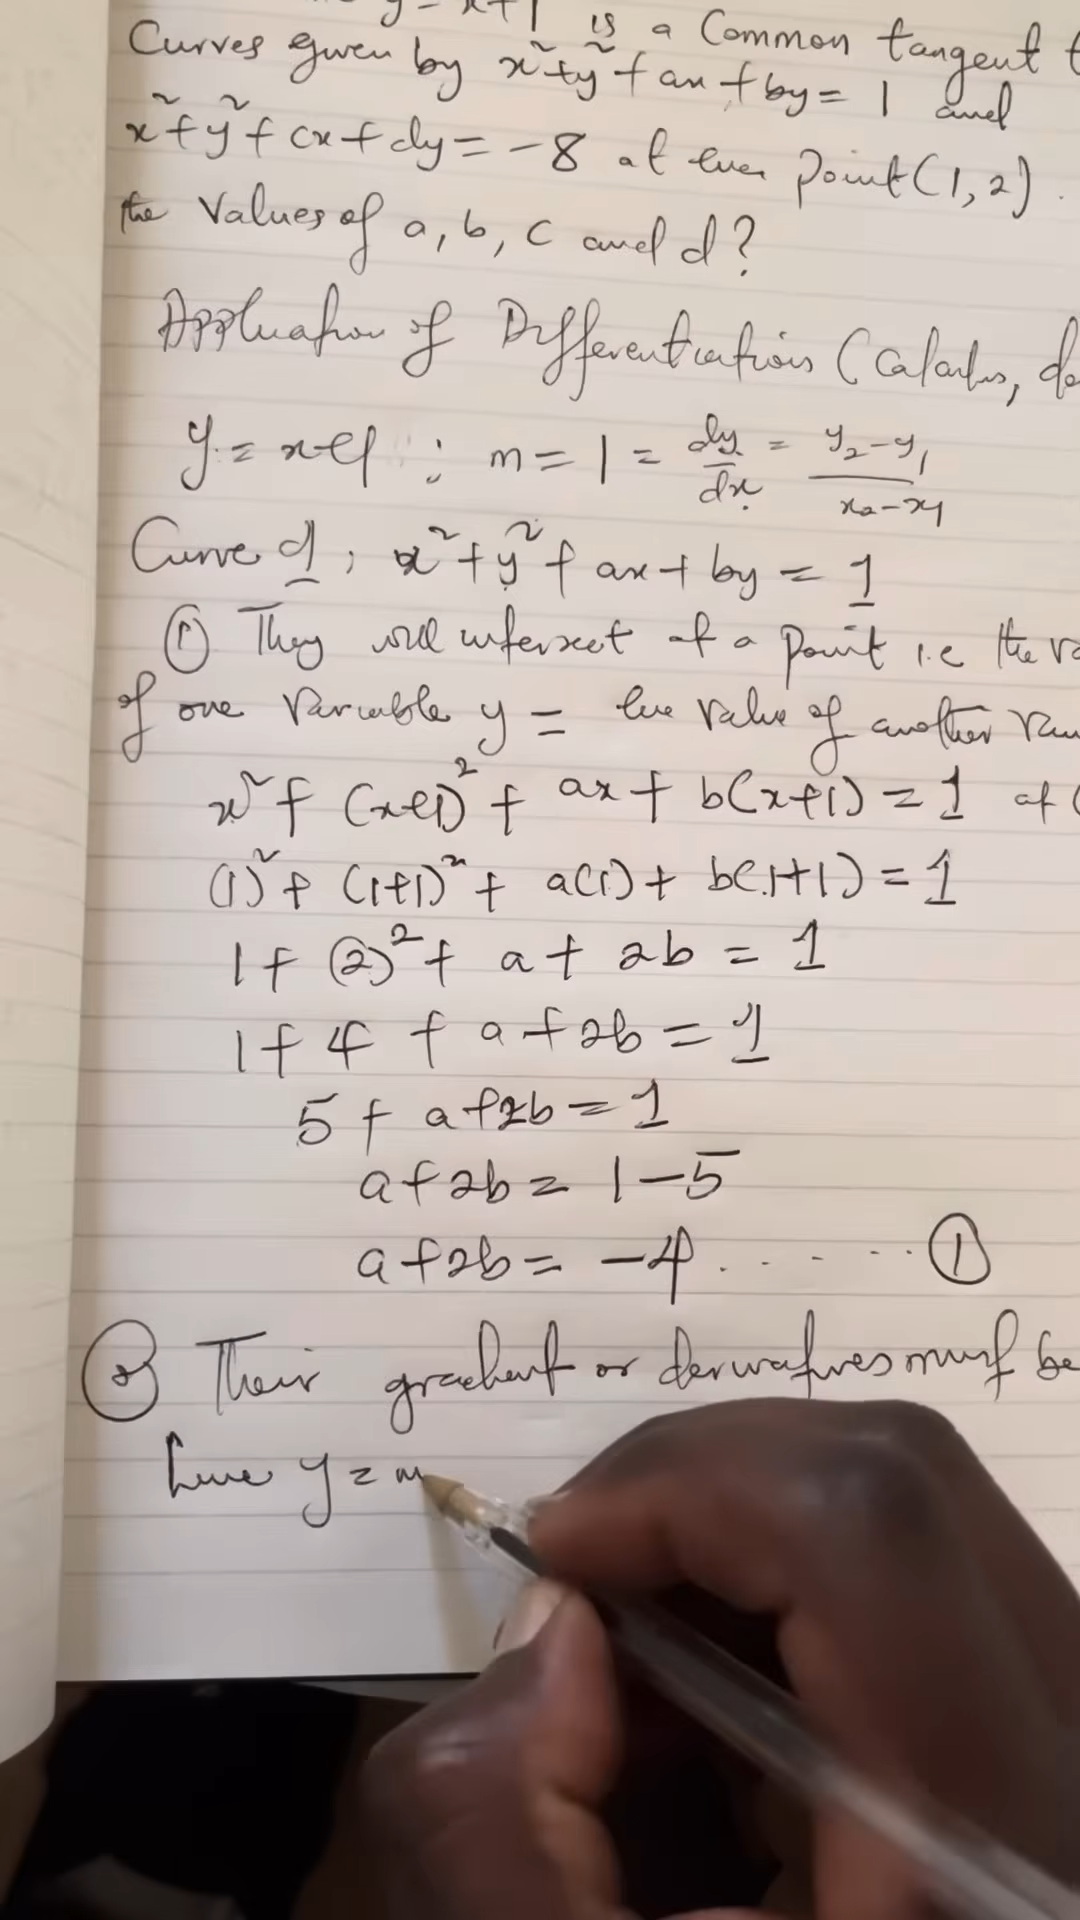 y = x+1 is a Common tangent
Curves given by x²+y²+ax+by = 1 and
x²+y²+cx+dy = -8 at the point (1,2).
the values of a, b, c and d?
Application of Differentiation (Calculus,
y = x+1 ; m = 1 = dy/dx = (y₂-y₁)/(x₂-x₁)
Curve 1, x²+y²+ax+by = 1
① They will intersect at a point i.e the
of one variable y = the value of another
x² + (x+1)² + ax + b(x+1) = 1 at (
(1)² + (1+1)² + a(1) + b(1+1) = 1
1 + (2)² + a + 2b = 1
1 + 4 + a + 2b = 1
5 + a+2b = 1
a+2b = 1-5
a+2b = -4 . - - - - ... ①
② Their gradient or derivatives must be
Line y = m